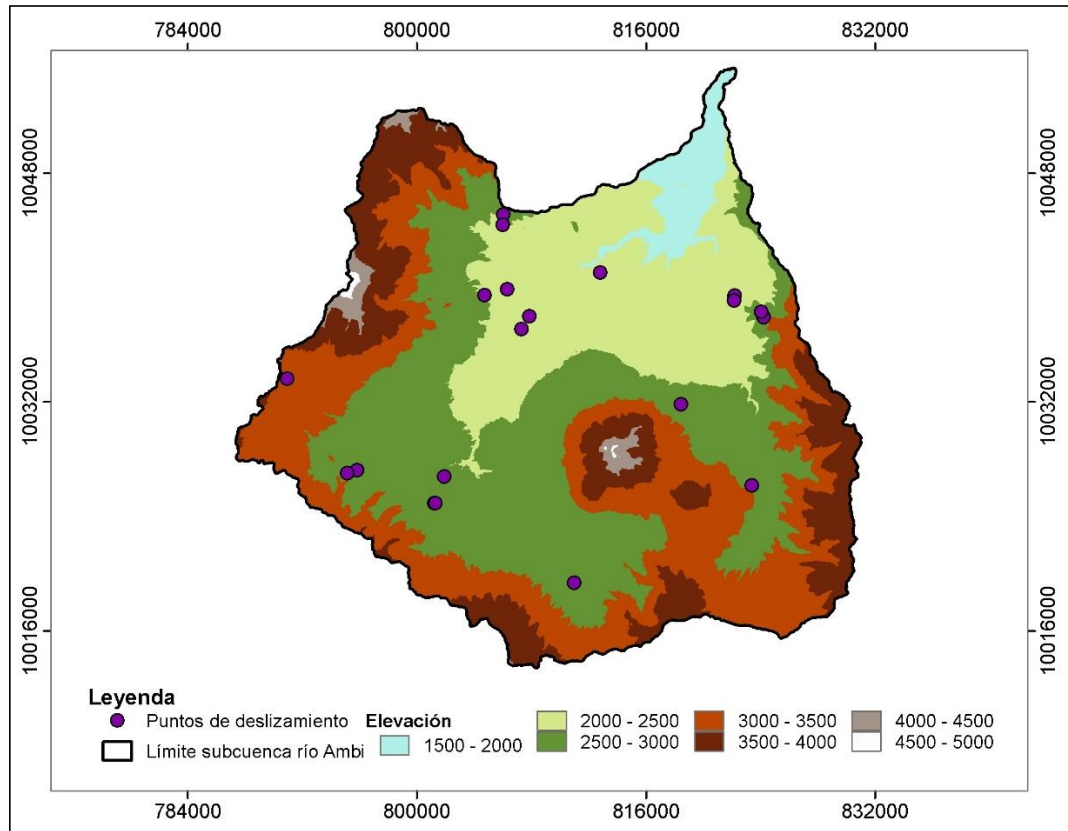 784000 800000 816000 832000
10048000 10048000
10032000 10032000
10016000 10016000
Leyenda
Puntos de deslizamiento
Límite subcuenca río Ambi
Elevación
1500 - 2000
2000 - 2500
2500 - 3000
3000 - 3500
3500 - 4000
4000 - 4500
4500 - 5000
784000 800000 816000 832000